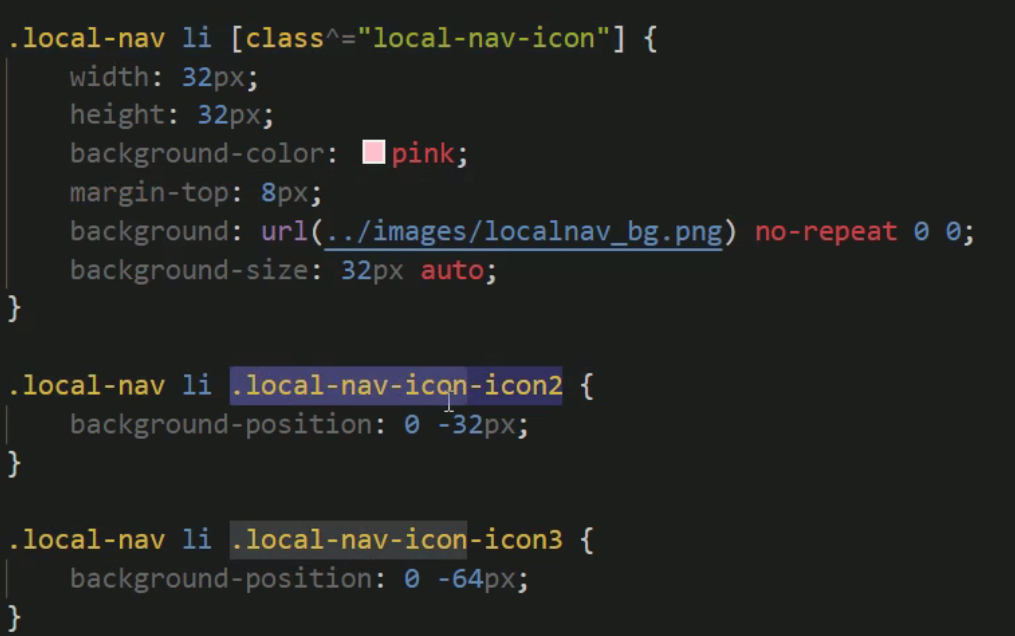 .local-nav li [class^="local-nav-icon"] {
width: 32px;
height: 32px;
background-color: pink;
margin-top: 8px;
background: url(../images/localnav_bg.png) no-repeat 0 0;
background-size: 32px auto;
}
.local-nav li .local-nav-icon-icon2 {
background-position: 0 -32px;
}
.local-nav li .local-nav-icon-icon3 {
background-position: 0 -64px;
}